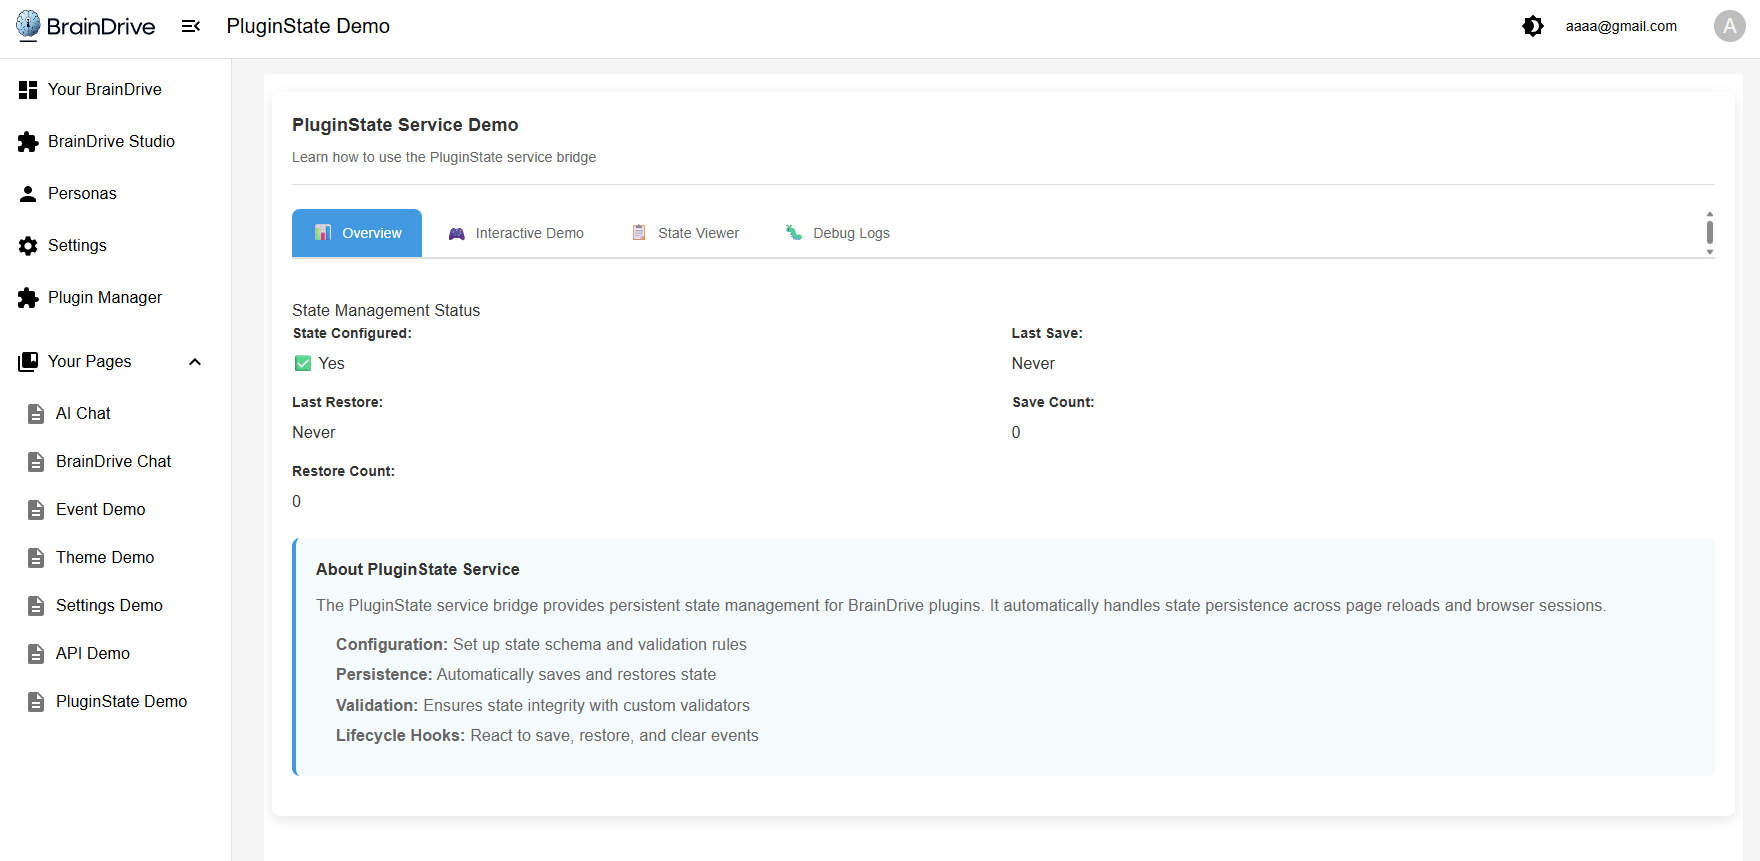 BrainDrive
PluginState Demo
aaaa@gmail.com
A
Your BrainDrive
BrainDrive Studio
Personas
Settings
Plugin Manager
Your Pages
AI Chat
BrainDrive Chat
Event Demo
Theme Demo
Settings Demo
API Demo
PluginState Demo
PluginState Service Demo
Learn how to use the PluginState service bridge
Overview
Interactive Demo
State Viewer
Debug Logs
State Management Status
State Configured:
Yes
Last Save:
Never
Last Restore:
Never
Save Count:
0
Restore Count:
0
About PluginState Service
The PluginState service bridge provides persistent state management for BrainDrive plugins. It automatically handles state persistence across page reloads and browser sessions.
Configuration: Set up state schema and validation rules
Persistence: Automatically saves and restores state
Validation: Ensures state integrity with custom validators
Lifecycle Hooks: React to save, restore, and clear events